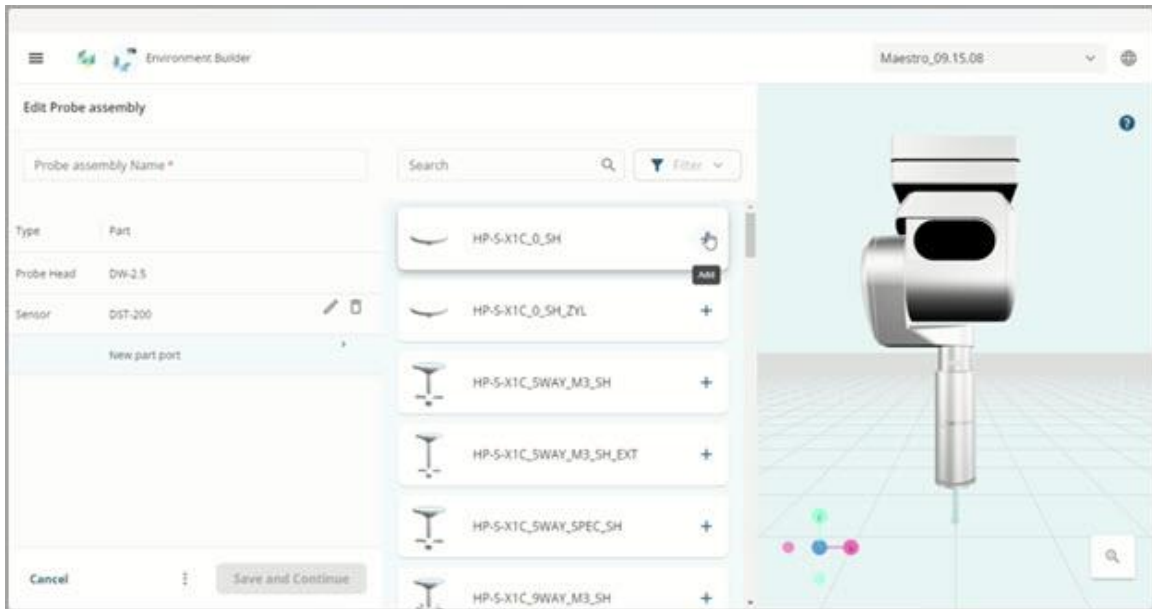 Environment Builder
Maestro_09.15.08
Edit Probe assembly
Probe assembly Name *
Search
Filter
Type Part
Probe Head DW-2.5
Sensor DST-200
New part port
HP-S-X1C_0_SH
Add
HP-S-X1C_0_SH_ZYL
HP-S-X1C_5WAY_M3_SH
HP-S-X1C_5WAY_M3_SH_EXT
HP-S-X1C_5WAY_SPEC_SH
HP-S-X1C_9WAY_M3_SH
Cancel
Save and Continue
?